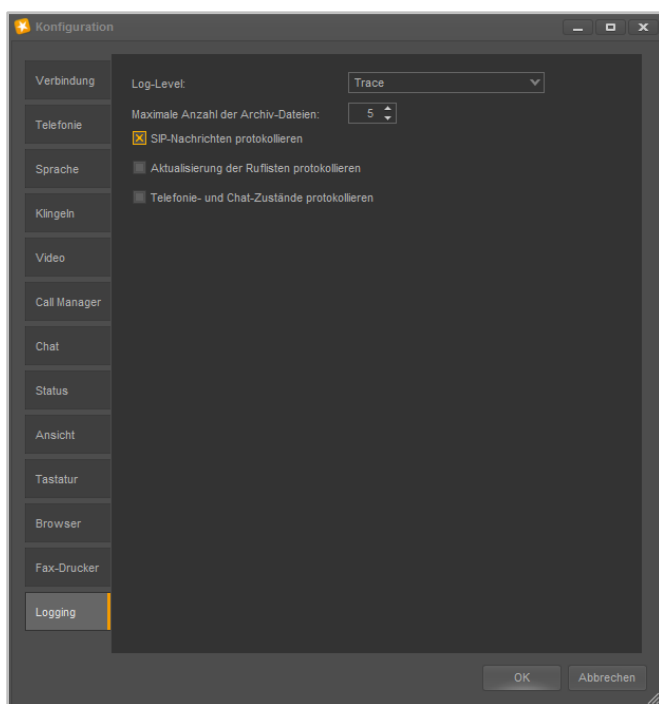 Konfiguration
Verbindung
Telefonie
Sprache
Klingeln
Video
Call Manager
Chat
Status
Ansicht
Tastatur
Browser
Fax-Drucker
Logging
Log-Level: Trace
Maximale Anzahl der Archiv-Dateien: 5
SIP-Nachrichten protokollieren
Aktualisierung der Ruflisten protokollieren
Telefonie- und Chat-Zustände protokollieren
OK Abbrechen